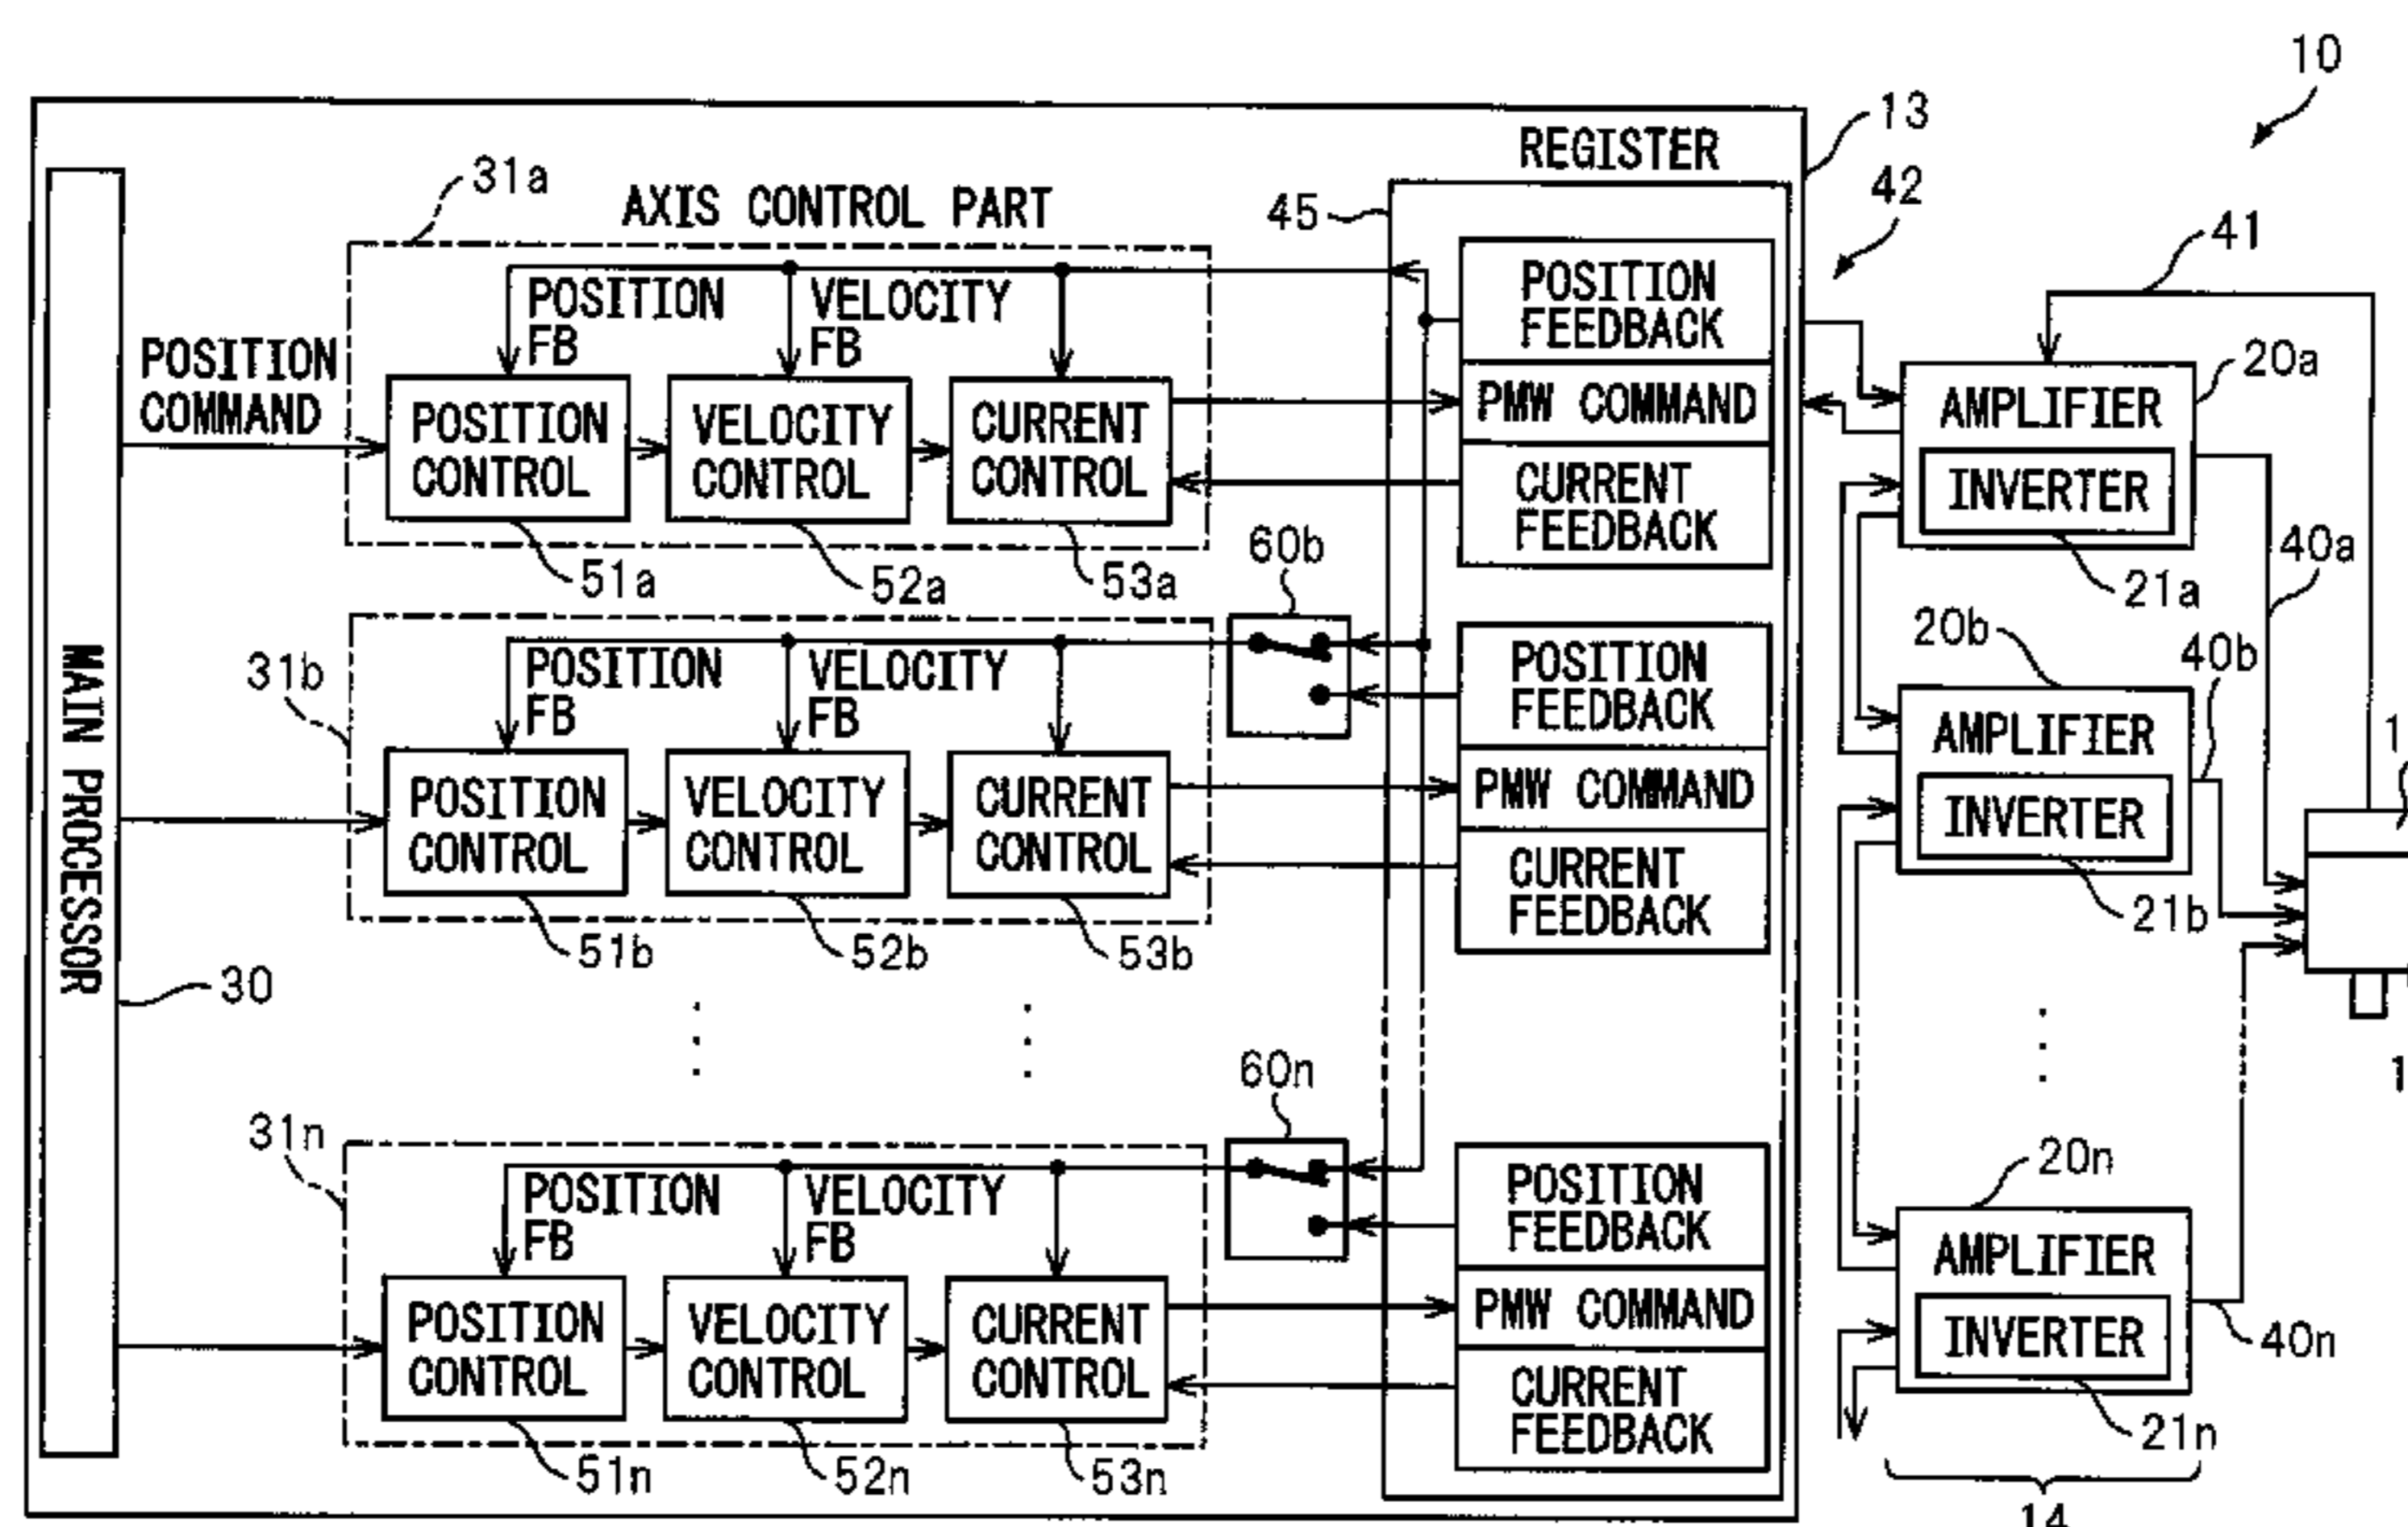 10
13
REGISTER
42
31a
AXIS CONTROL PART
45
41
POSITION
FB
VELOCITY
FB
POSITION
FEEDBACK
POSITION
COMMAND
20a
POSITION
CONTROL
VELOCITY
CONTROL
CURRENT
CONTROL
PMW COMMAND
AMPLIFIER
CURRENT
FEEDBACK
INVERTER
60b
40a
51a
52a
53a
21a
20b
40b
31b
POSITION
FB
VELOCITY
FB
POSITION
FEEDBACK
AMPLIFIER
MAIN PROCESSOR
POSITION
CONTROL
VELOCITY
CONTROL
CURRENT
CONTROL
PMW COMMAND
INVERTER
CURRENT
FEEDBACK
21b
51b
52b
53b
30
60n
31n
20n
POSITION
FB
VELOCITY
FB
POSITION
FEEDBACK
AMPLIFIER
POSITION
CONTROL
VELOCITY
CONTROL
CURRENT
CONTROL
PMW COMMAND
INVERTER
40n
CURRENT
FEEDBACK
21n
51n
52n
53n
14